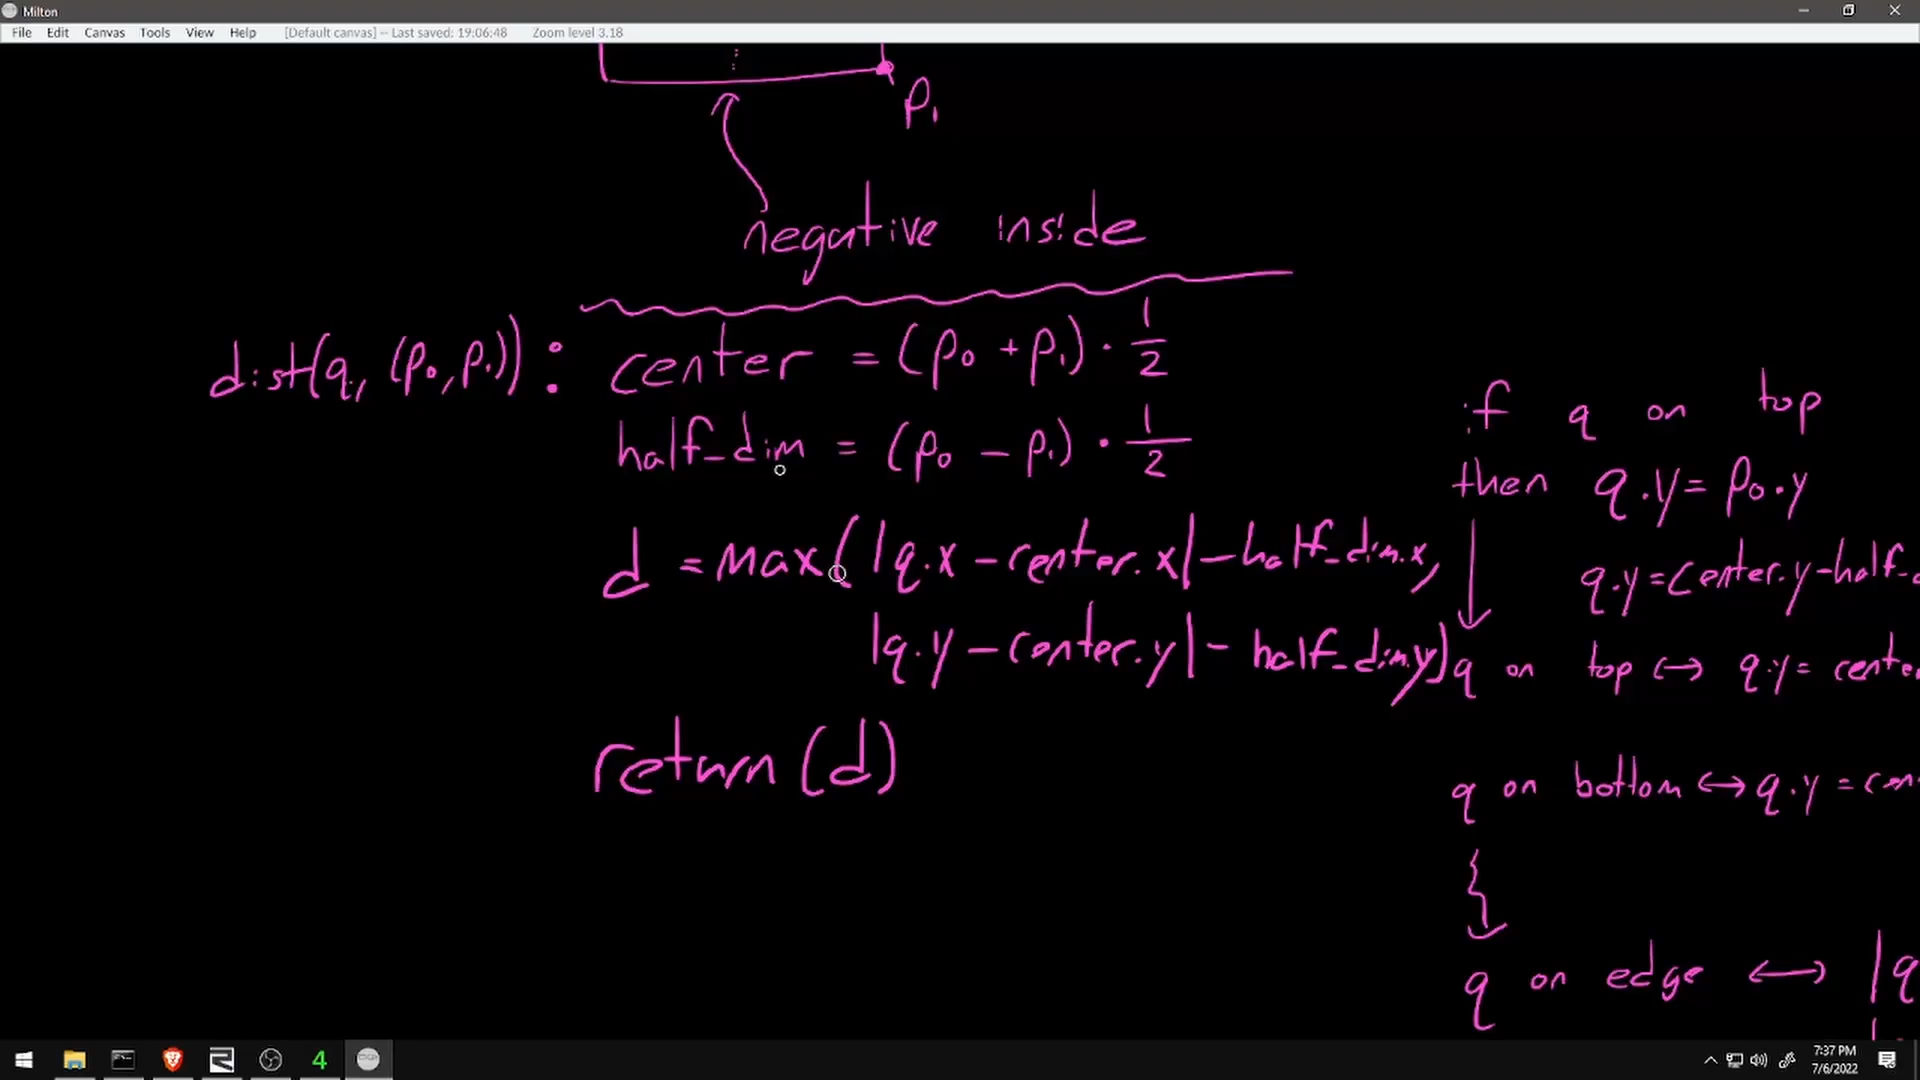 Milton
File Edit Canvas Tools View Help [Default canvas] -- Last saved: 19:06:48 Zoom level 3.18
P₁
negative inside
dist(q, (p₀, p₁)): center = (p₀ + p₁) · 1/2
half_dim = (p₀ − p₁) · 1/2
d = max(|q.x − center.x| − half_dim.x,
|q.y − center.y| − half_dim.y)
return (d)
if q on top
then q.y = p₀.y
q.y = center.y − half_
q on top ↔ q.y = cente
q on bottom ↔ q.y = cen
q on edge ↔ |q
4
7:37 PM
7/6/2022